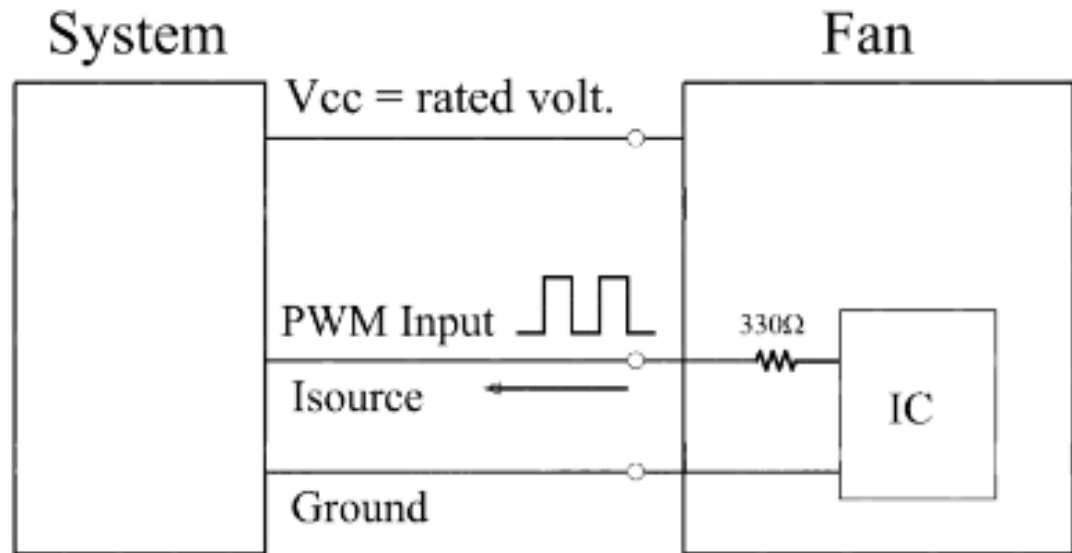 System
Fan
Vcc = rated volt.
PWM Input
330Ω
Isource
IC
Ground